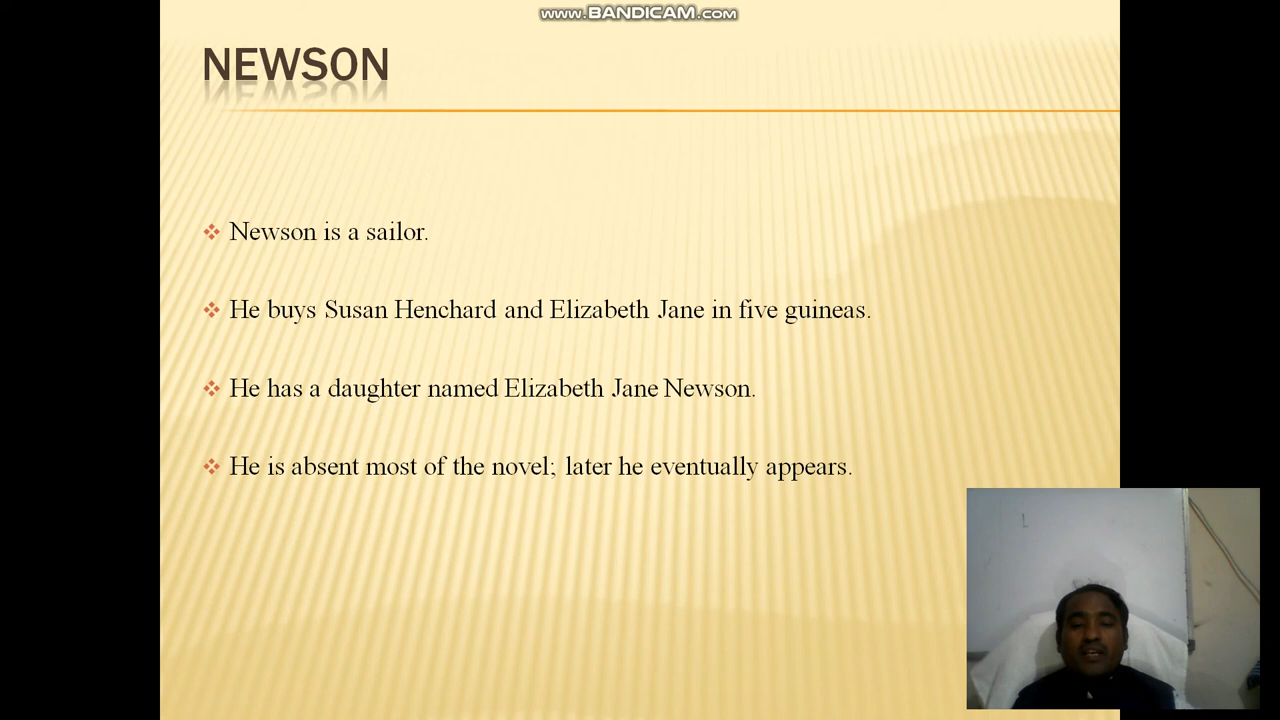 www.BANDICAM.com
NEWSON
Newson is a sailor.
He buys Susan Henchard and Elizabeth Jane in five guineas.
He has a daughter named Elizabeth Jane Newson.
He is absent most of the novel; later he eventually appears.